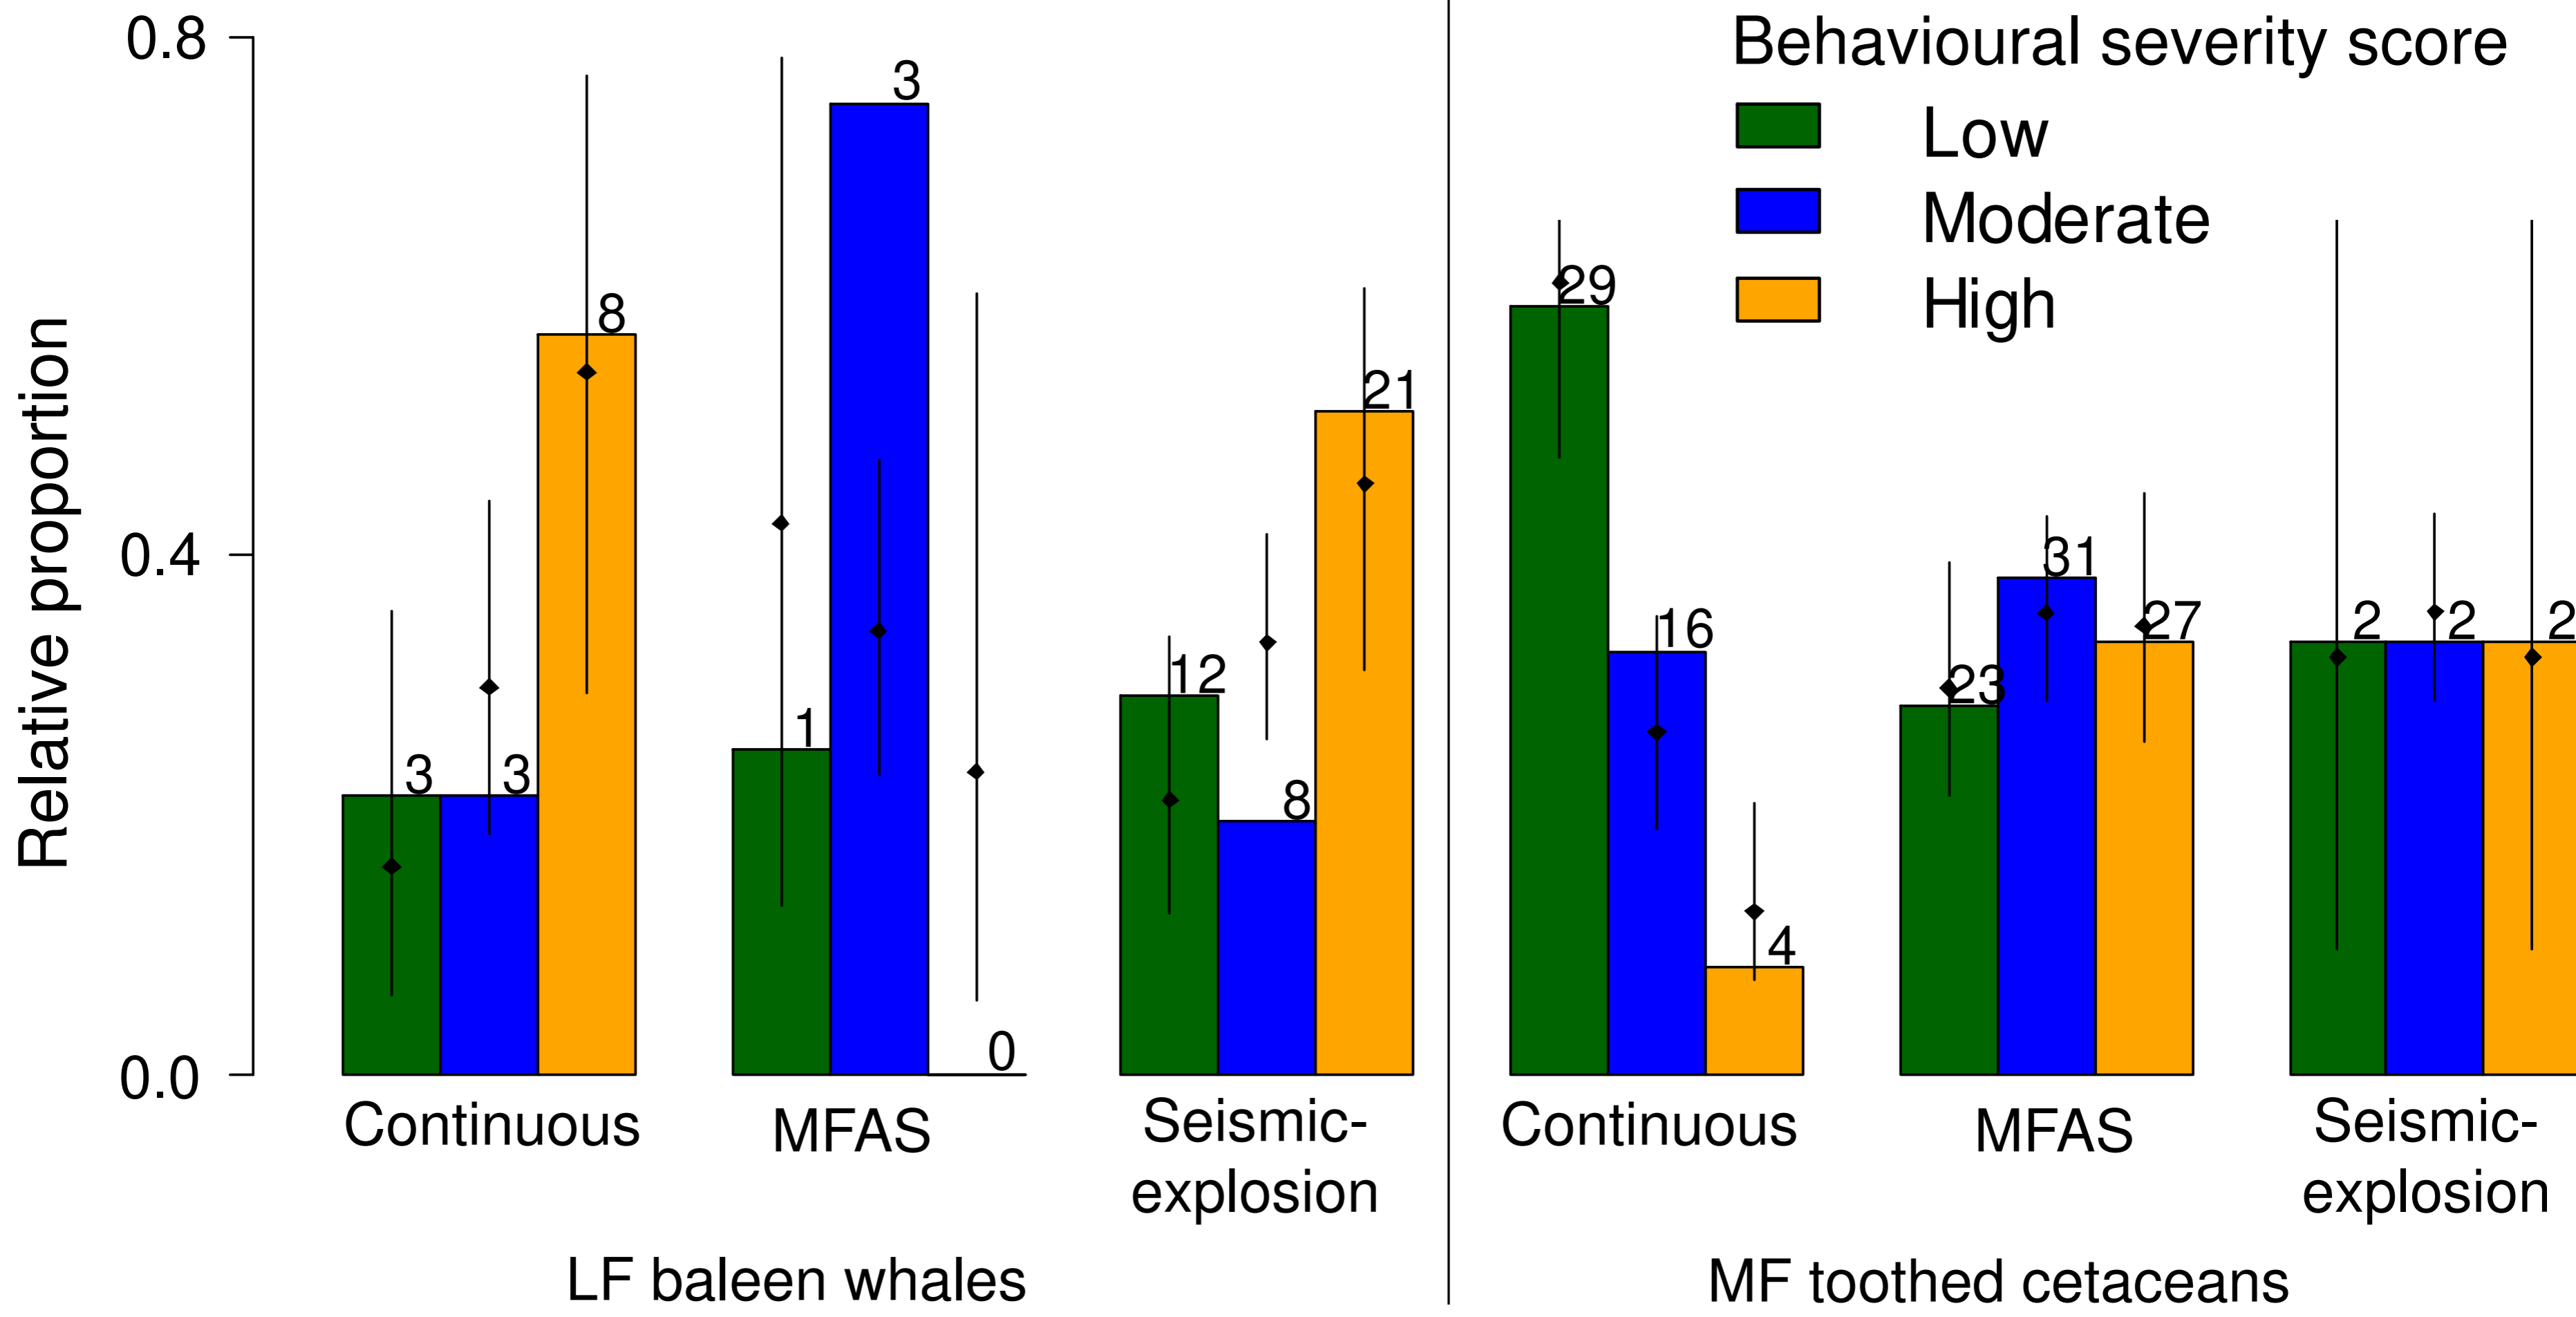 Behavioural severity score
Low
Moderate
High
Relative proportion
0.8
0.4
0.0
3
3
8
1
3
0
12
8
21
29
16
4
23
31
27
2
2
2
Continuous
MFAS
Seismic-
explosion
Continuous
MFAS
Seismic-
explosion
LF baleen whales
MF toothed cetaceans